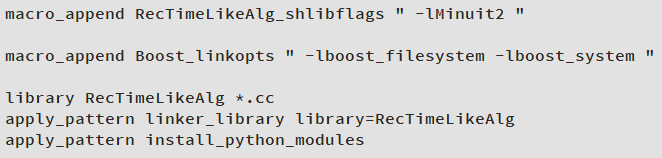 macro_append RecTimeLikeAlg_shlibflags " -lMinuit2 "
macro_append Boost_linkopts " -lboost_filesystem -lboost_system "
library RecTimeLikeAlg *.cc
apply_pattern linker_library library=RecTimeLikeAlg
apply_pattern install_python_modules